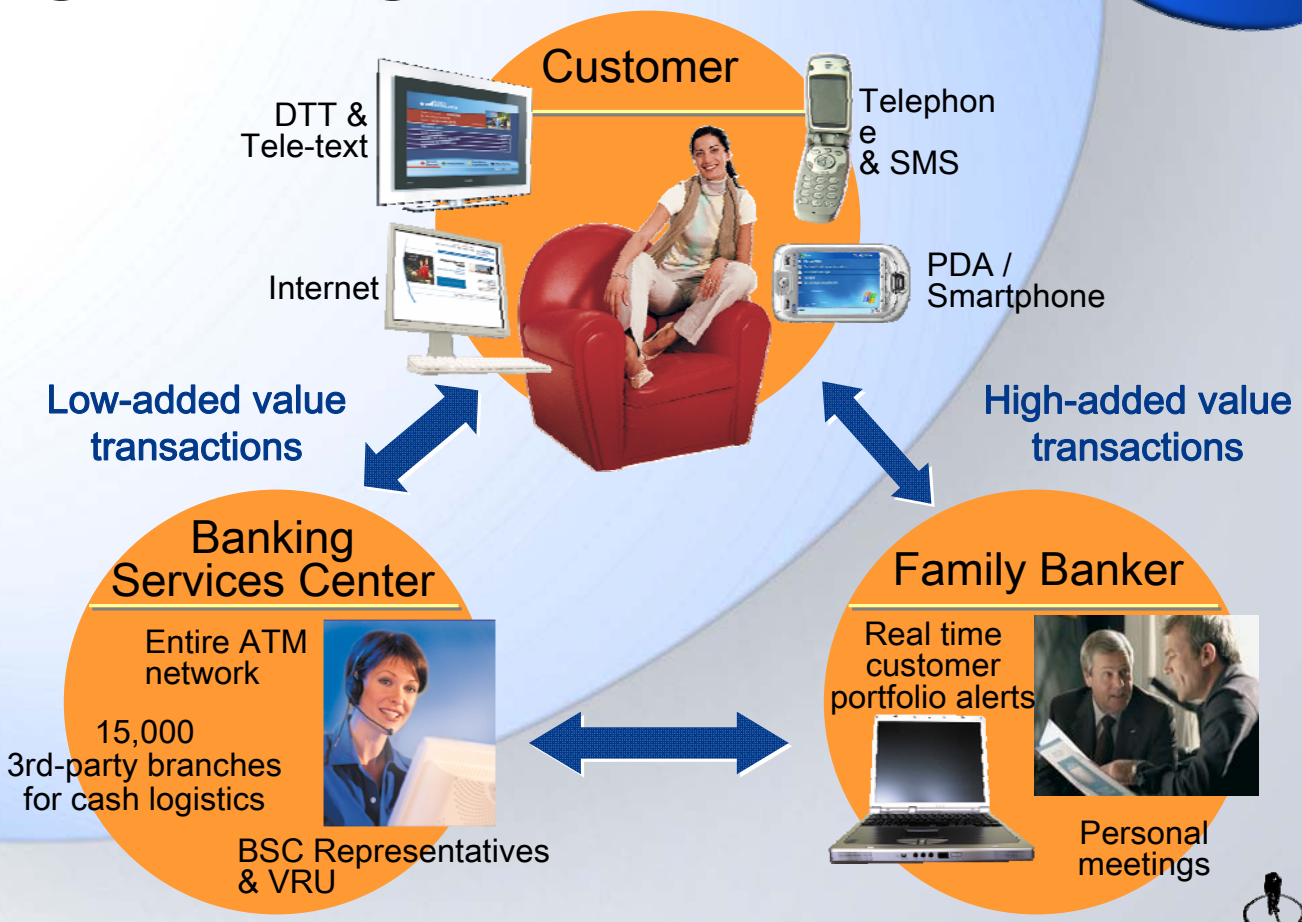 Customer
DTT &
Tele-text
Telephon
e
& SMS
Internet
PDA /
Smartphone
Low-added value
transactions
High-added value
transactions
Banking
Services Center
Entire ATM
network
15,000
3rd-party branches
for cash logistics
BSC Representatives
& VRU
Family Banker
Real time
customer
portfolio alerts
Personal
meetings